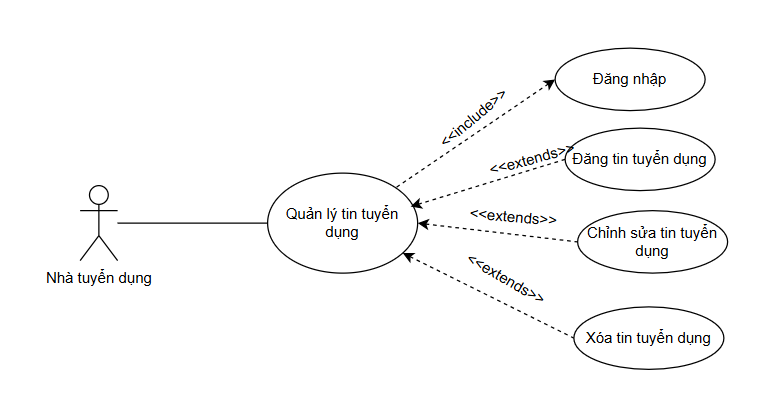 Đăng nhập
<<include>>
<<extends>>
Đăng tin tuyển dụng
Quản lý tin tuyển
dụng
<<extends>>
Chỉnh sửa tin tuyển
dụng
Nhà tuyển dụng
<<extends>>
Xóa tin tuyển dụng